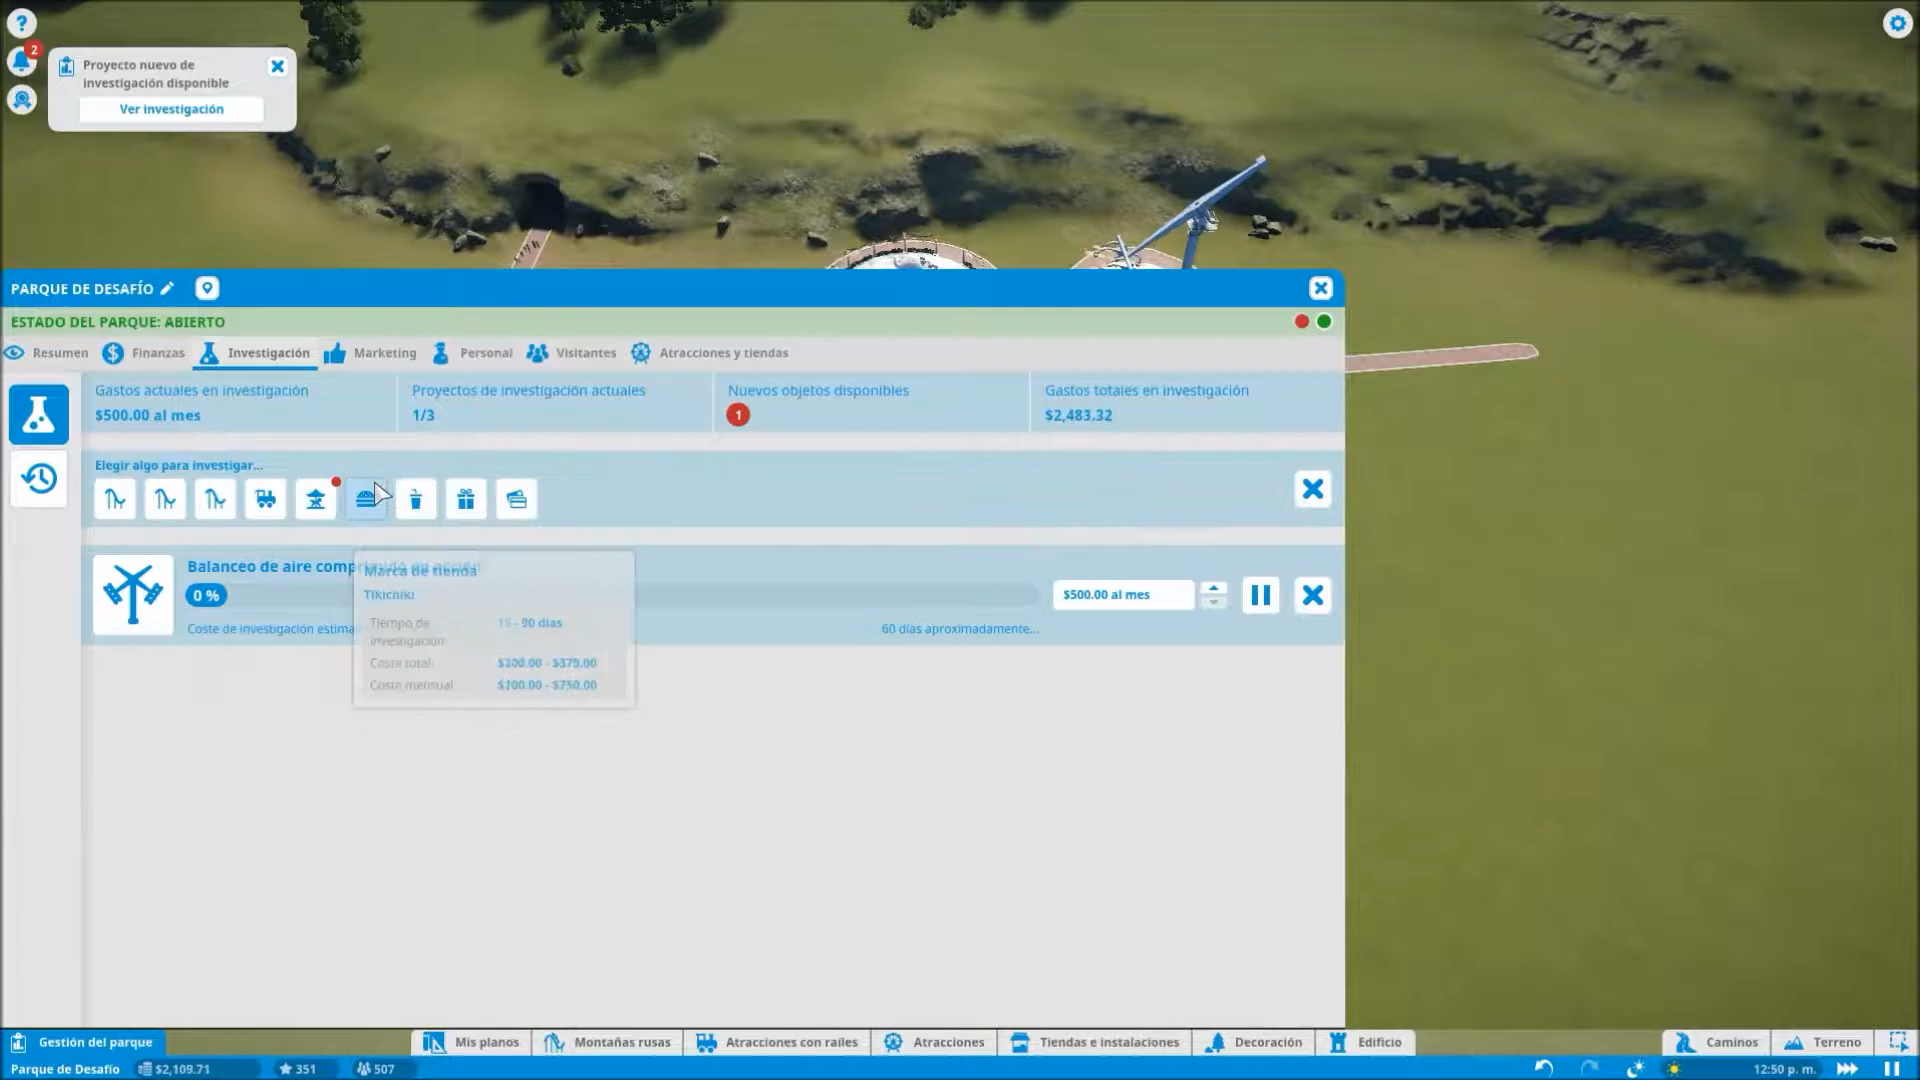 ?
2
Proyecto nuevo de
investigación disponible
Ver investigación
PARQUE DE DESAFÍO
ESTADO DEL PARQUE: ABIERTO
Resumen
Finanzas
Investigación
Marketing
Personal
Visitantes
Atracciones y tiendas
Gastos actuales en investigación
$500.00 al mes
Proyectos de investigación actuales
1/3
Nuevos objetos disponibles
1
Gastos totales en investigación
$2,483.32
Elegir algo para investigar...
Balanceo de aire
0 %
Coste de investigación
60 días aproximadamente...
$500.00 al mes
Marca de tienda
Tikichiki
Tiempo de
investigación:
15 - 90 días
Coste total:
Coste mensual:
Gestión del parque
Mis planos
Montañas rusas
Atracciones con raíles
Atracciones
Tiendas e instalaciones
Decoración
Edificio
Caminos
Terreno
Parque de Desafío
$2,109.71
351
507
12:50 p. m.